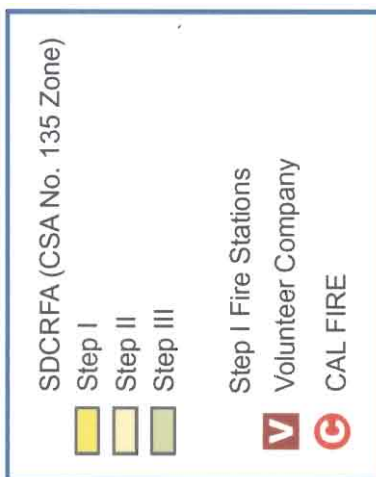 SDCRFA (CSA No. 135 Zone)
Step I
Step II
Step III
Step I Fire Stations
V Volunteer Company
C CAL FIRE